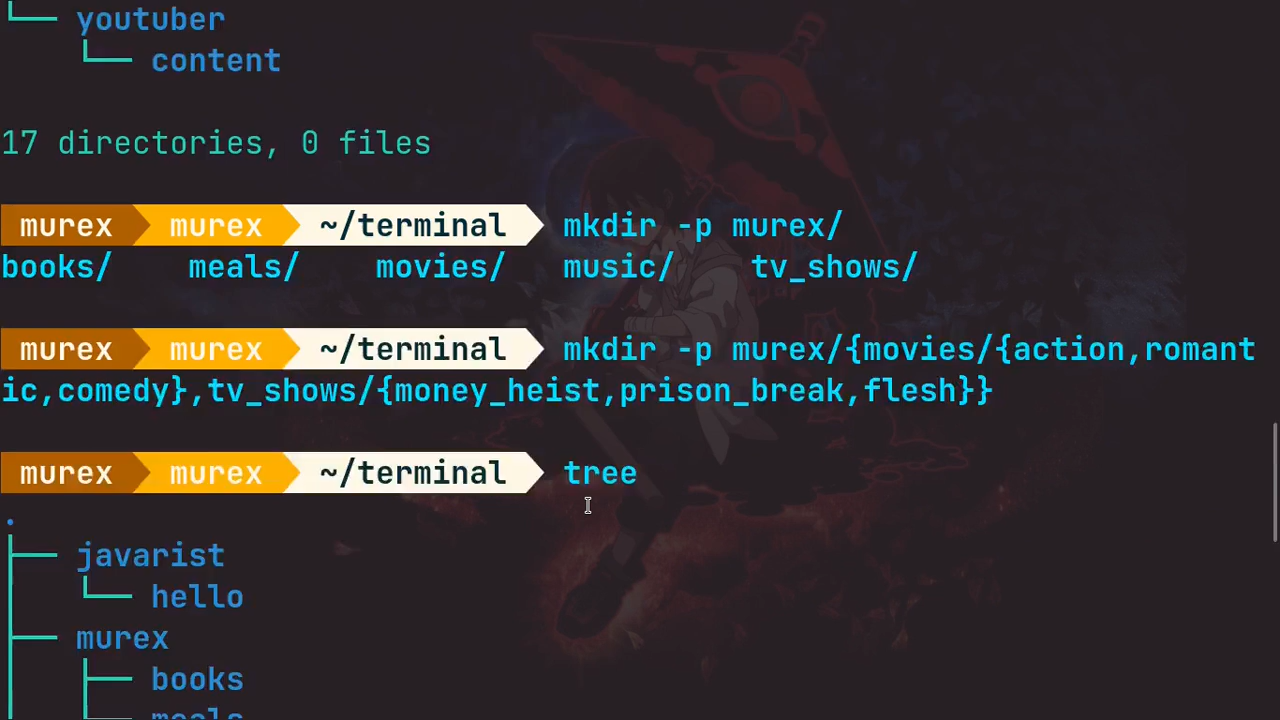 └── youtuber
    └── content
17 directories, 0 files
murex murex ~/terminal mkdir -p murex/
books/ meals/ movies/ music/ tv_shows/
murex murex ~/terminal mkdir -p murex/{movies/{action,romant
ic,comedy},tv_shows/{money_heist,prison_break,flesh}}
murex murex ~/terminal tree
.
├── javarist
│   └── hello
├── murex
│   ├── books
│   ├── meals